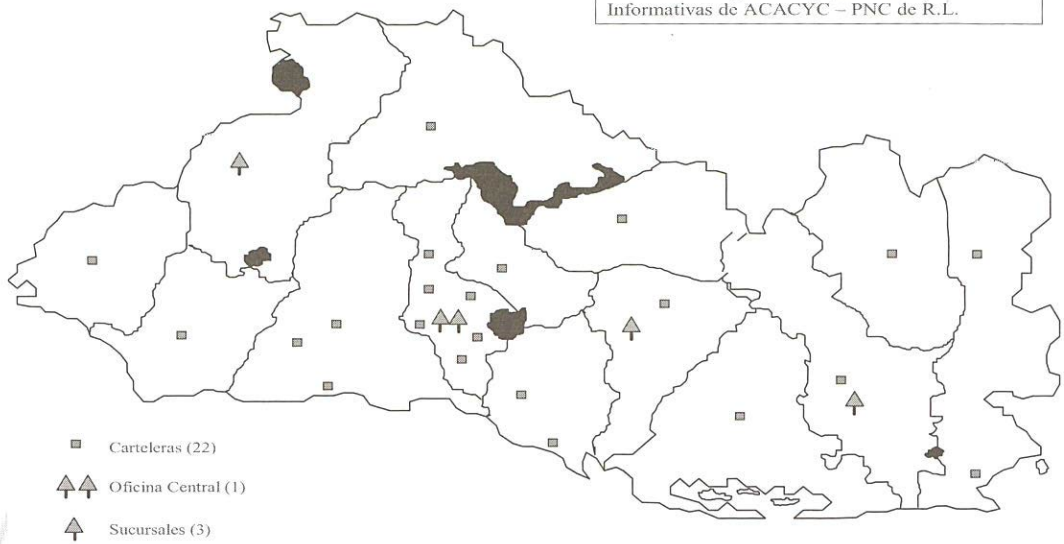 Informativas de ACACYC – PNC de R.L.
Carteleras (22)
Oficina Central (1)
Sucursales (3)